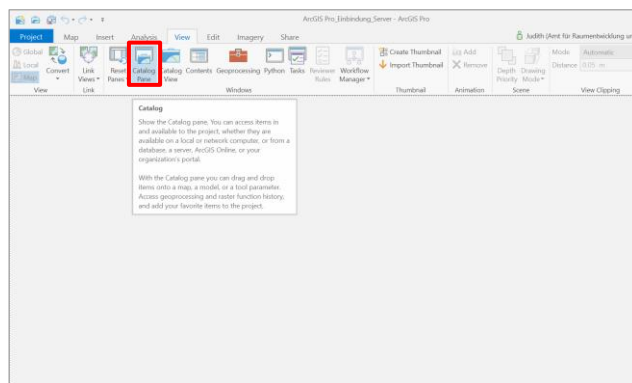 ArcGIS Pro_Einbindung_Server - ArcGIS Pro
Project Map Insert Analysis View Edit Imagery Share
Judith (Amt für Raumentwicklung un
Global
Local
Map
Convert
Link Views
Reset Panes
Catalog Pane
Catalog View
Contents
Geoprocessing
Python
Tasks
Reviewer Rules
Workflow Manager
Create Thumbnail
Import Thumbnail
Add
Remove
Depth Priority
Drawing Mode
Mode Automatic
Distance 0.05 m
View Link Windows Thumbnail Animation Scene View Clipping
Catalog
Show the Catalog pane. You can access items in
and available to the project, whether they are
available on a local or network computer, or from a
database, a server, ArcGIS Online, or your
organization's portal.
With the Catalog pane you can drag and drop
items onto a map, a model, or a tool parameter.
Access geoprocessing and raster function history,
and add your favorite items to the project.